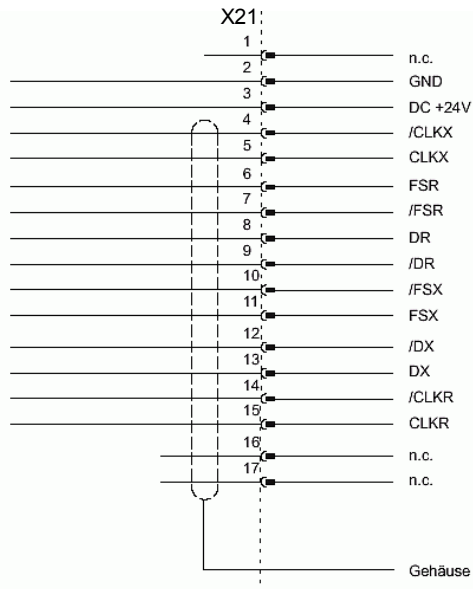 X21
1 n.c.
2 GND
3 DC +24V
4 /CLKX
5 CLKX
6 FSR
7 /FSR
8 DR
9 /DR
10 /FSX
11 FSX
12 /DX
13 DX
14 /CLKR
15 CLKR
16 n.c.
17 n.c.
Gehäuse